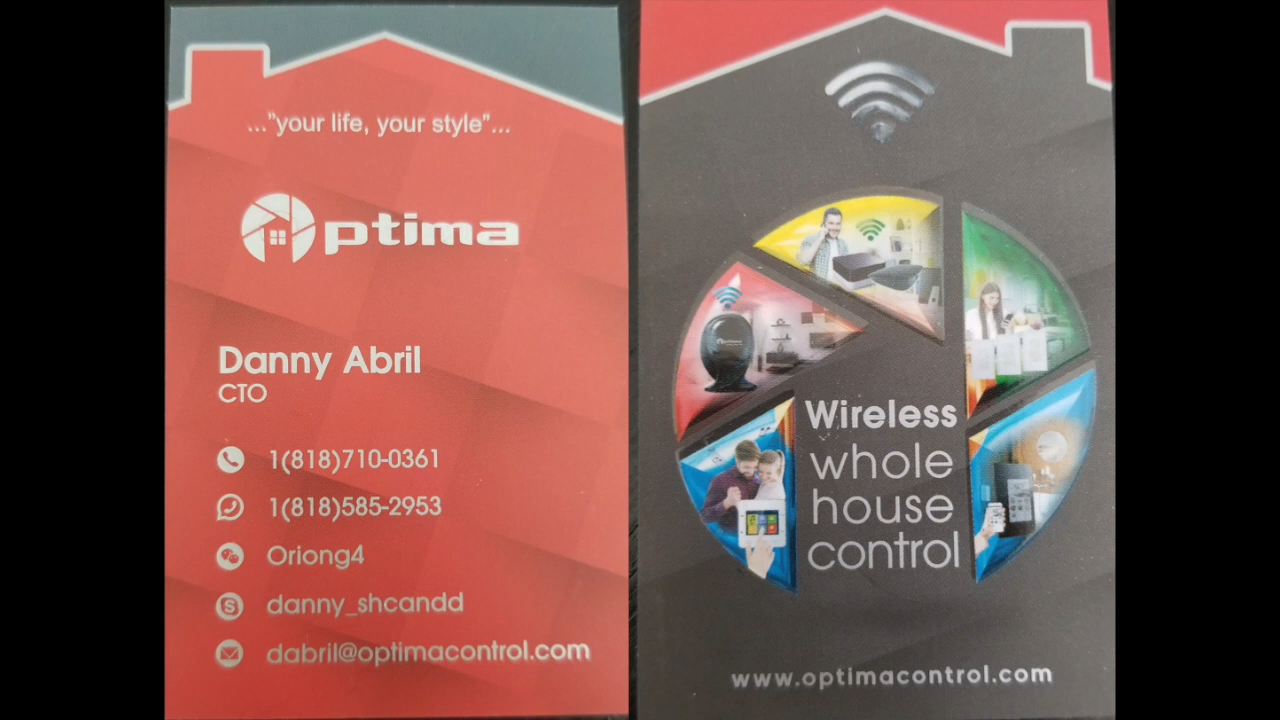 ..."your life, your style"...
Optima
Danny Abril
CTO
1(818)710-0361
1(818)585-2953
Oriong4
danny_shcandd
dabril@optimacontrol.com
Wireless
whole
house
control
www.optimacontrol.com